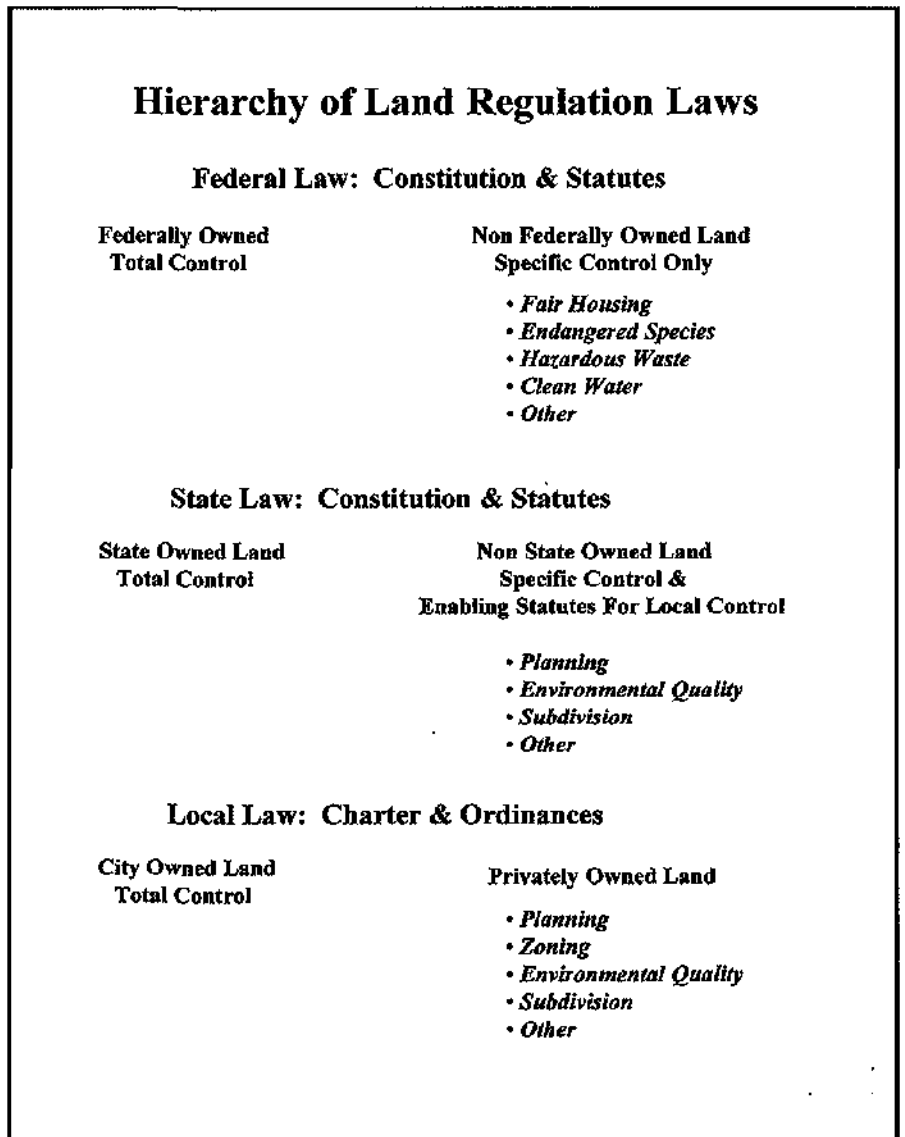 Hierarchy of Land Regulation Laws
Federal Law: Constitution & Statutes
Federally Owned
Total Control
Non Federally Owned Land
Specific Control Only
• Fair Housing
• Endangered Species
• Hazardous Waste
• Clean Water
• Other
State Law: Constitution & Statutes
State Owned Land
Total Control
Non State Owned Land
Specific Control &
Enabling Statutes For Local Control
• Planning
• Environmental Quality
• Subdivision
• Other
Local Law: Charter & Ordinances
City Owned Land
Total Control
Privately Owned Land
• Planning
• Zoning
• Environmental Quality
• Subdivision
• Other